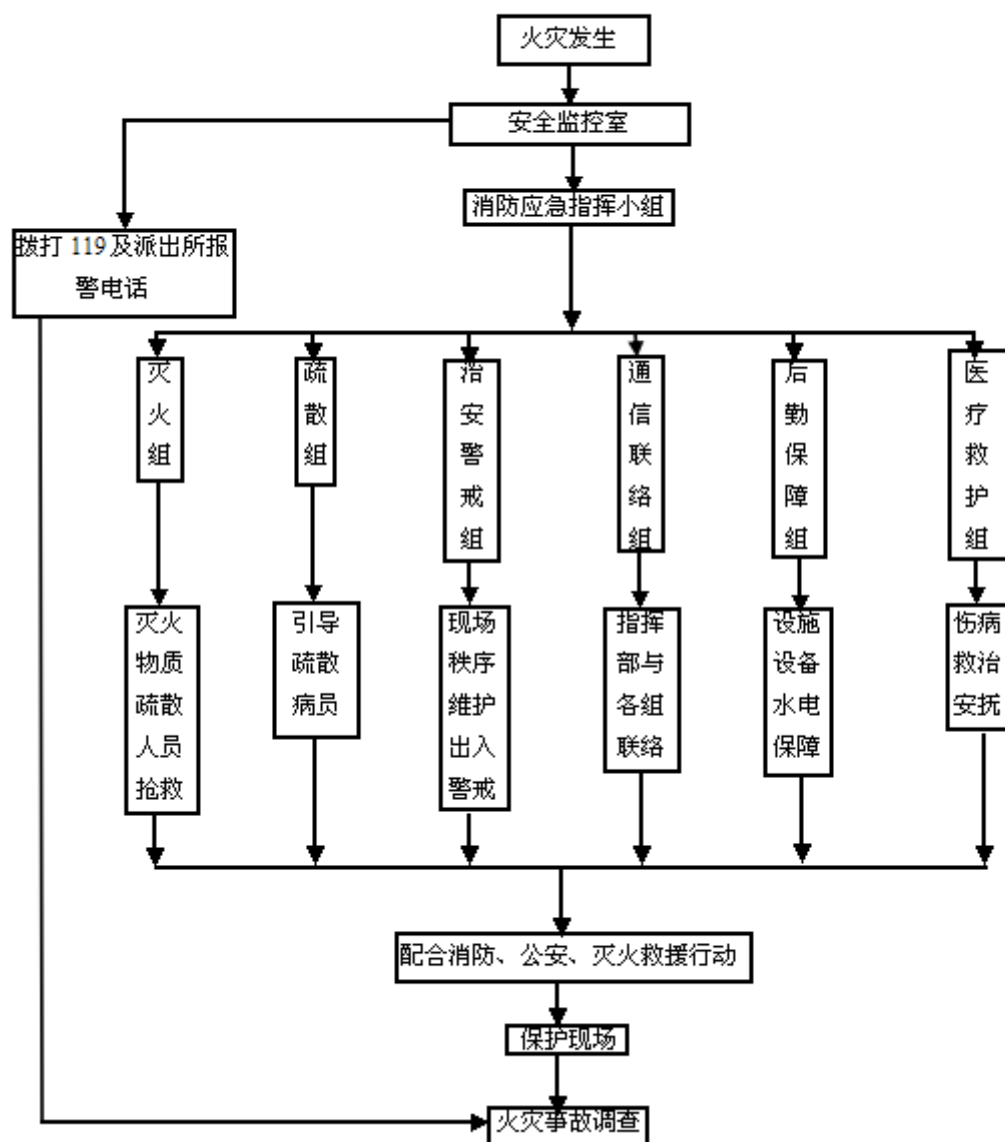 火灾发生
安全监控室
消防应急指挥小组
拨打 119及派出所报
警电话
灭
火
组
疏
散
组
治
安
警
戒
组
通
信
联
络
组
后
勤
保
障
组
医
疗
救
护
组
灭火
物质
疏散
人员
抢救
引导
疏散
病员
现场
秩序
维护
出入
警戒
指挥
部与
各组
联络
设施
设备
水电
保障
伤病
救治
安抚
配合消防、公安、灭火救援行动
保护现场
火灾事故调查